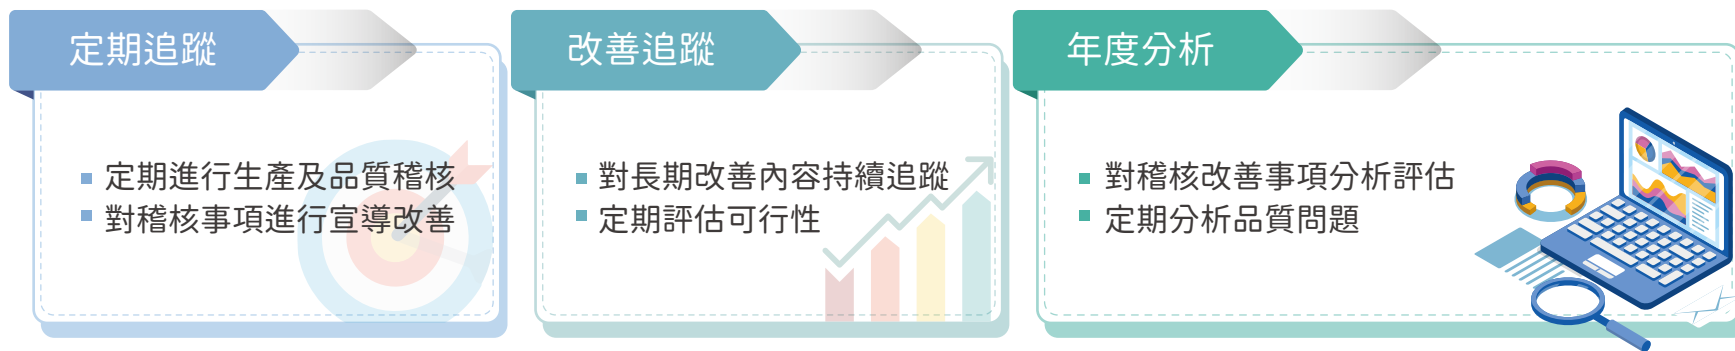 定期追蹤
定期進行生產及品質稽核
對稽核事項進行宣導改善
改善追蹤
對長期改善內容持續追蹤
定期評估可行性
年度分析
對稽核改善事項分析評估
定期分析品質問題